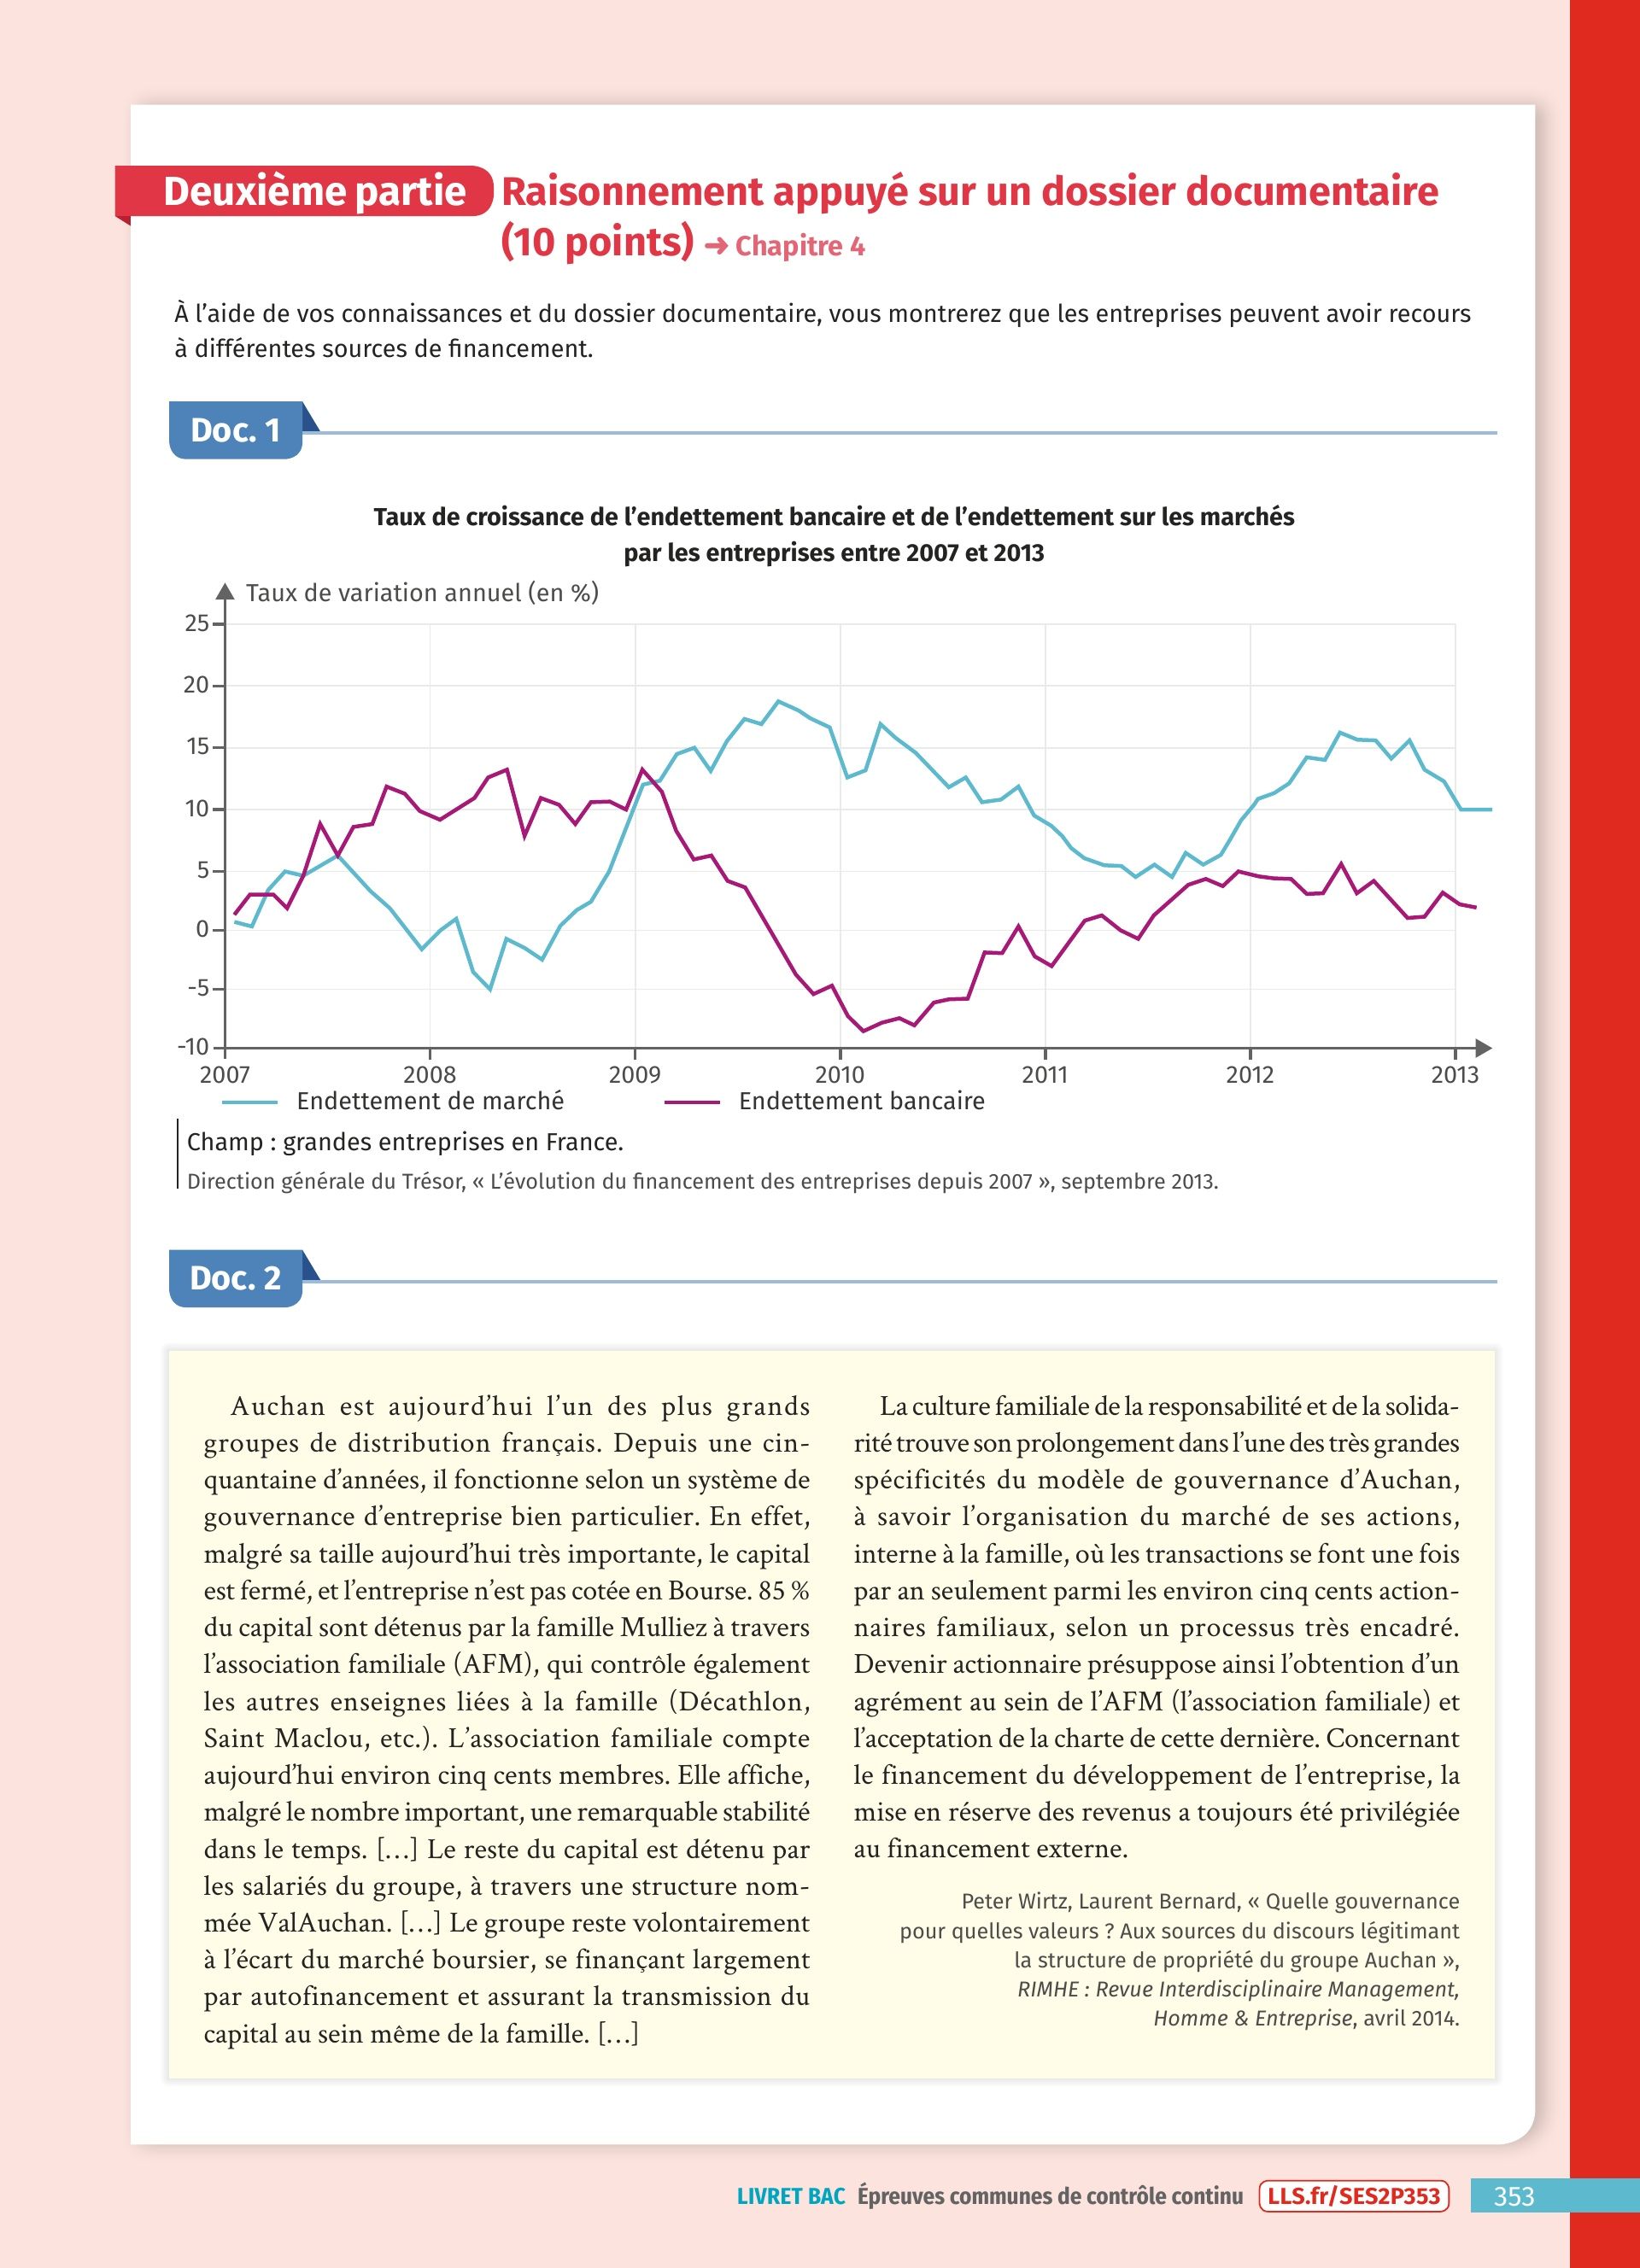 Deuxième partie Raisonnement appuyé sur un dossier documentaire
(10 points) ➜ Chapitre 4
À l’aide de vos connaissances et du dossier documentaire, vous montrerez que les entreprises peuvent avoir recours
à différentes sources de financement.
Doc. 1
Taux de croissance de l’endettement bancaire et de l’endettement sur les marchés
par les entreprises entre 2007 et 2013
Taux de variation annuel (en %)
25
20
15
10
5
0
-5
-10
2007 2008 2009 2010 2011 2012 2013
Endettement de marché Endettement bancaire
Champ : grandes entreprises en France.
Direction générale du Trésor, « L’évolution du financement des entreprises depuis 2007 », septembre 2013.
Doc. 2
Auchan est aujourd’hui l’un des plus grands
groupes de distribution français. Depuis une cin-
quantaine d’années, il fonctionne selon un système de
gouvernance d’entreprise bien particulier. En effet,
malgré sa taille aujourd’hui très importante, le capital
est fermé, et l’entreprise n’est pas cotée en Bourse. 85 %
du capital sont détenus par la famille Mulliez à travers
l’association familiale (AFM), qui contrôle également
les autres enseignes liées à la famille (Décathlon,
Saint Maclou, etc.). L’association familiale compte
aujourd’hui environ cinq cents membres. Elle affiche,
malgré le nombre important, une remarquable stabilité
dans le temps. […] Le reste du capital est détenu par
les salariés du groupe, à travers une structure nom-
mée ValAuchan. […] Le groupe reste volontairement
à l’écart du marché boursier, se finançant largement
par autofinancement et assurant la transmission du
capital au sein même de la famille. […]
La culture familiale de la responsabilité et de la solida-
rité trouve son prolongement dans l’une des très grandes
spécificités du modèle de gouvernance d’Auchan,
à savoir l’organisation du marché de ses actions,
interne à la famille, où les transactions se font une fois
par an seulement parmi les environ cinq cents action-
naires familiaux, selon un processus très encadré.
Devenir actionnaire présuppose ainsi l’obtention d’un
agrément au sein de l’AFM (l’association familiale) et
l’acceptation de la charte de cette dernière. Concernant
le financement du développement de l’entreprise, la
mise en réserve des revenus a toujours été privilégiée
au financement externe.
Peter Wirtz, Laurent Bernard, « Quelle gouvernance
pour quelles valeurs ? Aux sources du discours légitimant
la structure de propriété du groupe Auchan »,
RIMHE : Revue Interdisciplinaire Management,
Homme & Entreprise, avril 2014.
LIVRET BAC Épreuves communes de contrôle continu LLS.fr/SES2P353 353